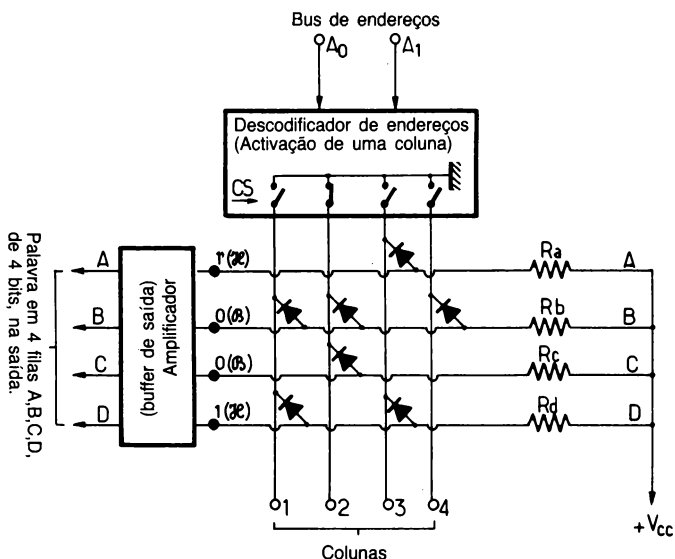 Bus de endereços
A0
A1
Descodificador de endereços
(Activação de uma coluna)
CS
Palavra em 4 filas A,B,C,D,
de 4 bits, na saída.
A
B
C
D
(buffer de saída)
Amplificador
1(H)
0(B)
0(B)
1(H)
Ra
A
Rb
B
Rc
C
Rd
D
1
2
3
4
+Vcc
Colunas